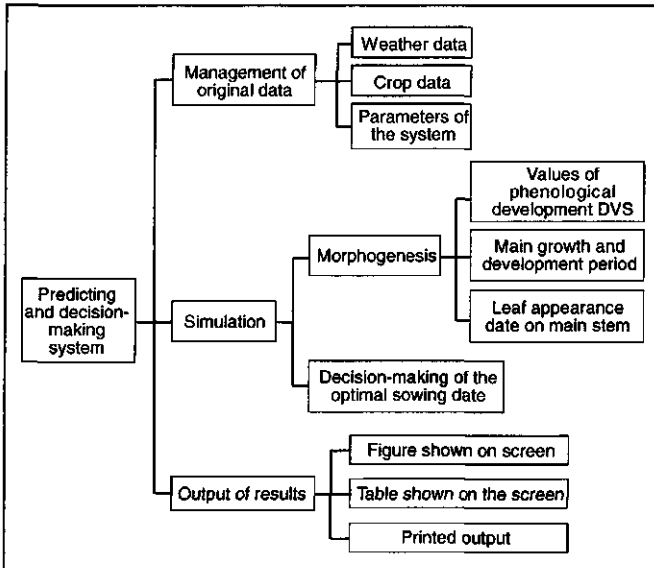 Weather data
Management of
original data
Crop data
Parameters of
the system
Values of
phenological
development DVS
Morphogenesis
Main growth and
development period
Predicting
and decision-
making
system
Simulation
Leaf appearance
date on main stem
Decision-making of the
optimal sowing date
Figure shown on screen
Output of results
Table shown on the screen
Printed output